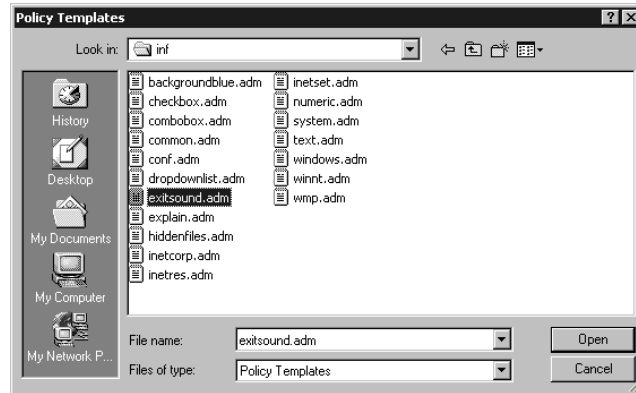 Policy Templates
Look in: inf
History
Desktop
My Documents
My Computer
My Network P...
backgroundblue.adm
checkbox.adm
combobox.adm
common.adm
conf.adm
dropdownlist.adm
exitsound.adm
explain.adm
hiddenfiles.adm
inetcorp.adm
inetres.adm
inetset.adm
numeric.adm
system.adm
text.adm
windows.adm
winnt.adm
wmp.adm
File name: exitsound.adm Open
Files of type: Policy Templates Cancel